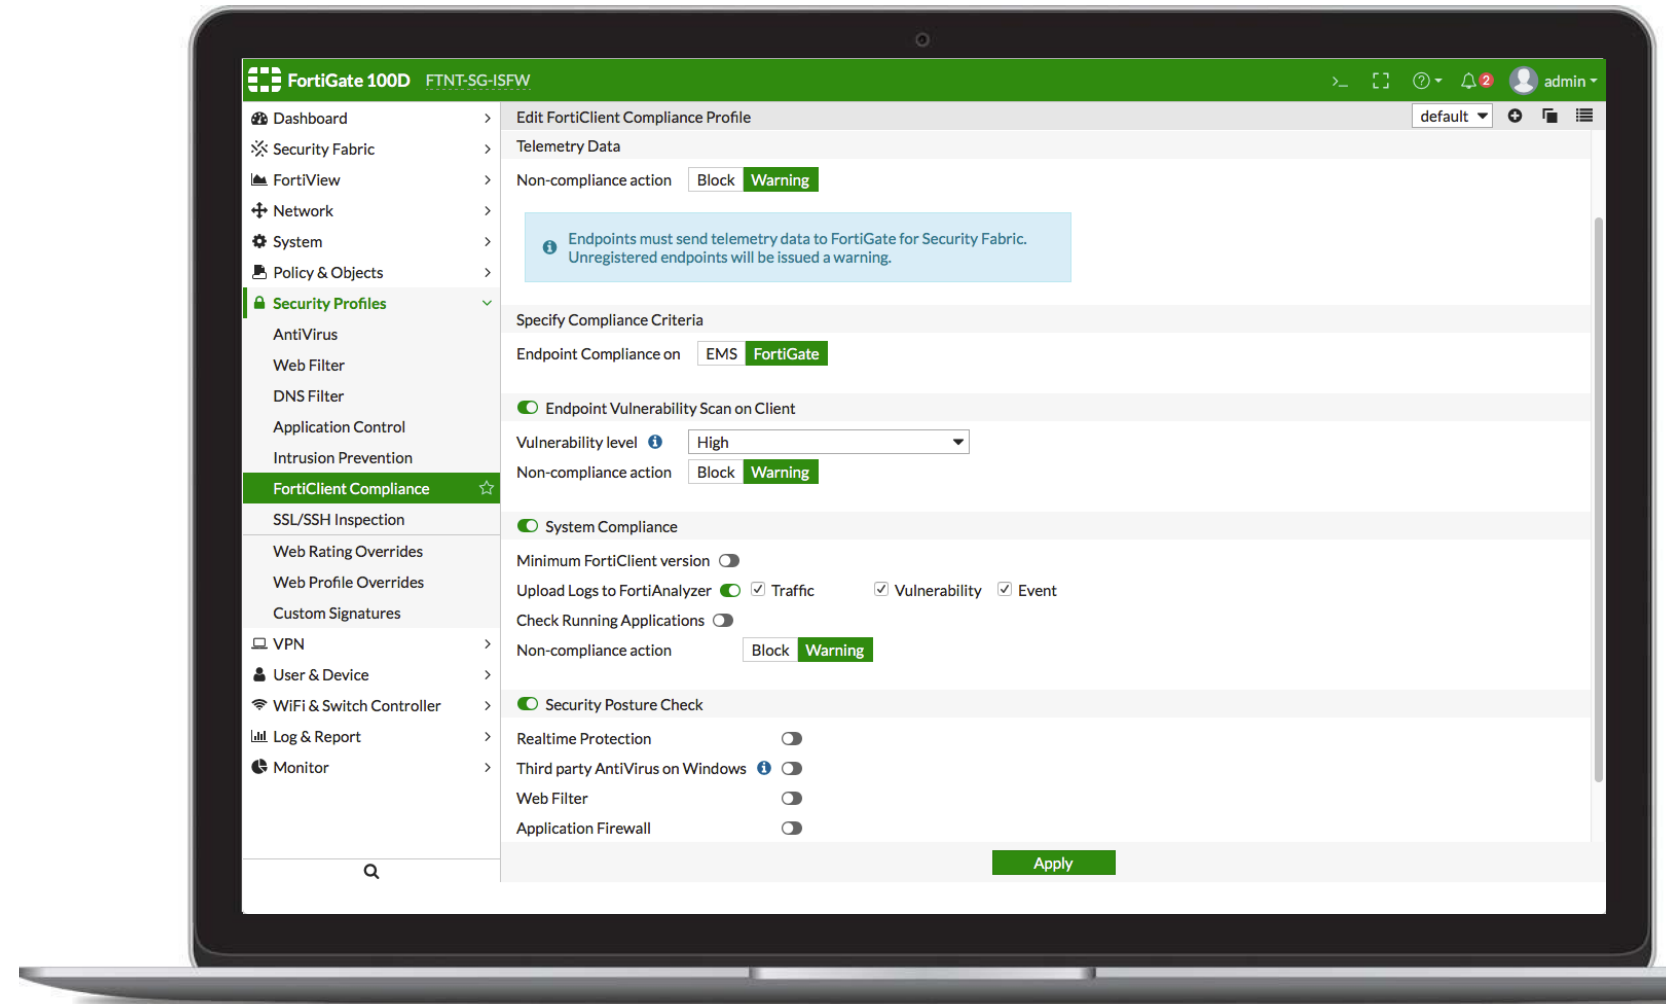 FortiGate 100D FTNT-SG-ISFW
2 admin
Dashboard
Security Fabric
FortiView
Network
System
Policy & Objects
Security Profiles
AntiVirus
Web Filter
DNS Filter
Application Control
Intrusion Prevention
FortiClient Compliance
SSL/SSH Inspection
Web Rating Overrides
Web Profile Overrides
Custom Signatures
VPN
User & Device
WiFi & Switch Controller
Log & Report
Monitor
Edit FortiClient Compliance Profile
default
Telemetry Data
Non-compliance action Block Warning
Endpoints must send telemetry data to FortiGate for Security Fabric.
Unregistered endpoints will be issued a warning.
Specify Compliance Criteria
Endpoint Compliance on EMS FortiGate
Endpoint Vulnerability Scan on Client
Vulnerability level High
Non-compliance action Block Warning
System Compliance
Minimum FortiClient version
Upload Logs to FortiAnalyzer Traffic Vulnerability Event
Check Running Applications
Non-compliance action Block Warning
Security Posture Check
Realtime Protection
Third party AntiVirus on Windows
Web Filter
Application Firewall
Apply